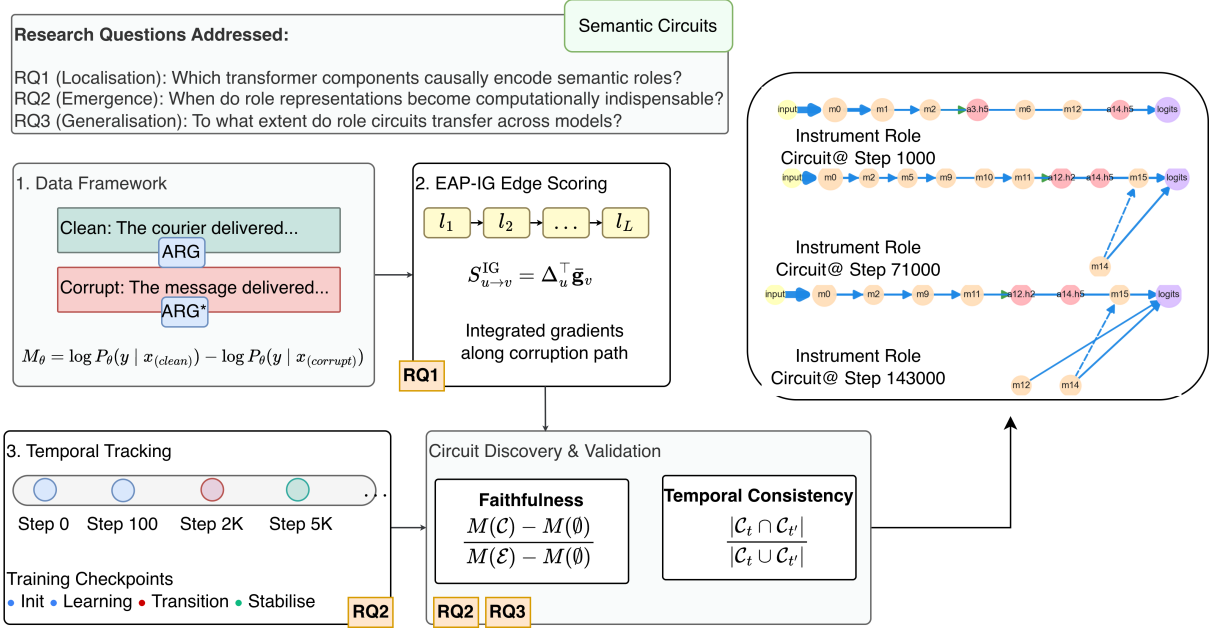 Semantic Circuits
Research Questions Addressed:
RQ1 (Localisation): Which transformer components causally encode semantic roles?
RQ2 (Emergence): When do role representations become computationally indispensable?
RQ3 (Generalisation): To what extent do role circuits transfer across models?
1. Data Framework
Clean: The courier delivered...
ARG
Corrupt: The message delivered...
ARG*
M_θ = log P_θ(y | x_(clean)) − log P_θ(y | x_(corrupt))
2. EAP-IG Edge Scoring
l_1 l_2 ... l_L
S^IG_{u→v} = Δ_u^⊤ ḡ_v
Integrated gradients
along corruption path
RQ1
3. Temporal Tracking
...
Step 0 Step 100 Step 2K Step 5K
Training Checkpoints
• Init • Learning • Transition • Stabilise
RQ2
Circuit Discovery & Validation
Faithfulness
M(C) − M(∅)
M(E) − M(∅)
Temporal Consistency
|C_t ∩ C_t'|
|C_t ∪ C_t'|
RQ2 RQ3
input m0 m1 m2 a3.h5 m6 m12 a14.h5 logits
Instrument Role
Circuit@ Step 1000
input m0 m2 m5 m9 m10 m11 a12.h2 a14.h5 m15 logits
m14
Instrument Role
Circuit@ Step 71000
input m0 m2 m9 m11 a12.h2 a14.h5 m15 logits
m12 m14
Instrument Role
Circuit@ Step 143000